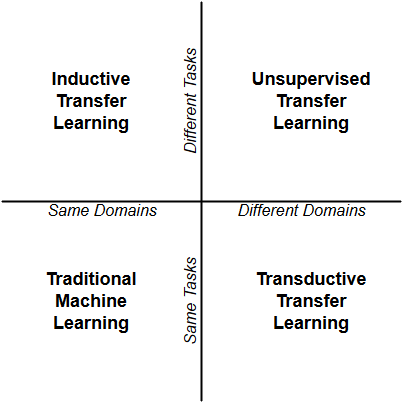 Inductive
Transfer
Learning
Different Tasks
Unsupervised
Transfer
Learning
Same Domains
Different Domains
Traditional
Machine
Learning
Same Tasks
Transductive
Transfer
Learning